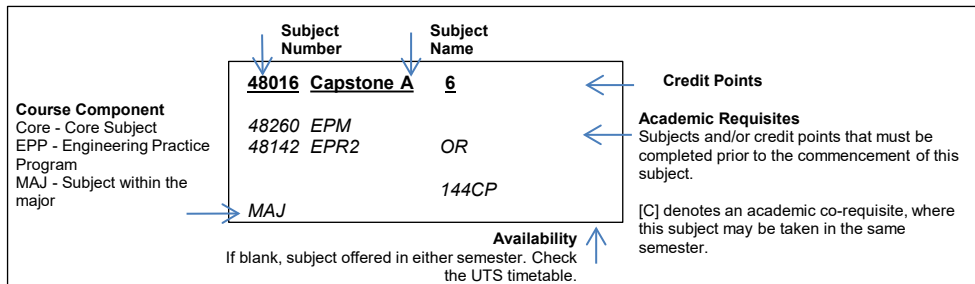 Subject Number
Subject Name
48016 Capstone A 6
Credit Points
Course Component
Core - Core Subject
EPP - Engineering Practice
Program
MAJ - Subject within the
major
48260 EPM
48142 EPR2 OR
144CP
MAJ
Academic Requisites
Subjects and/or credit points that must be
completed prior to the commencement of this
subject.
[C] denotes an academic co-requisite, where
this subject may be taken in the same
semester.
Availability
If blank, subject offered in either semester. Check
the UTS timetable.